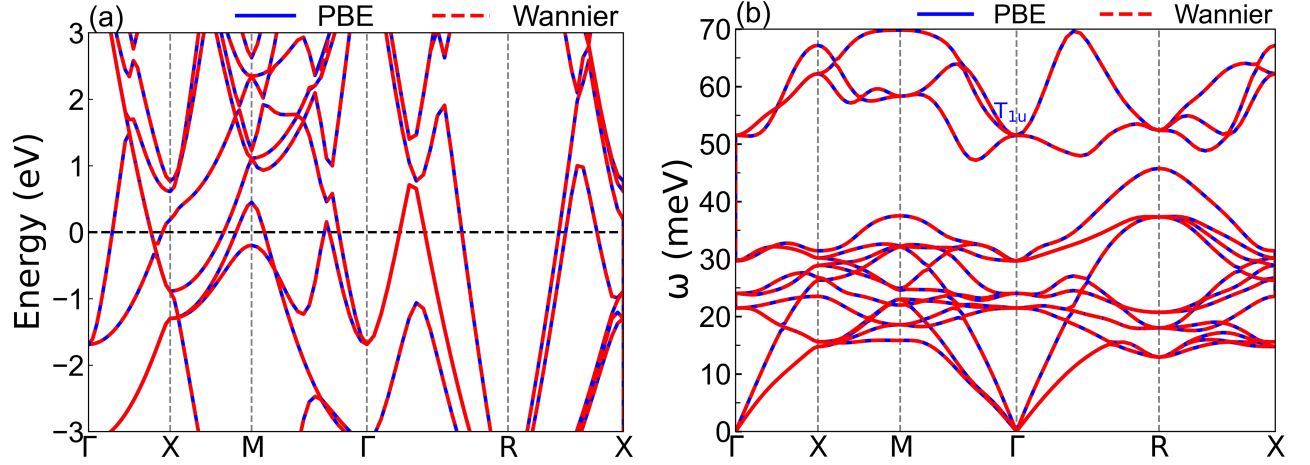 (a) PBE Wannier
Energy (eV)
3
2
1
0
−1
−2
−3
Γ X M Γ R X
(b) PBE Wannier
ω (meV)
70
60
50
40
30
20
10
0
T1u
Γ X M Γ R X